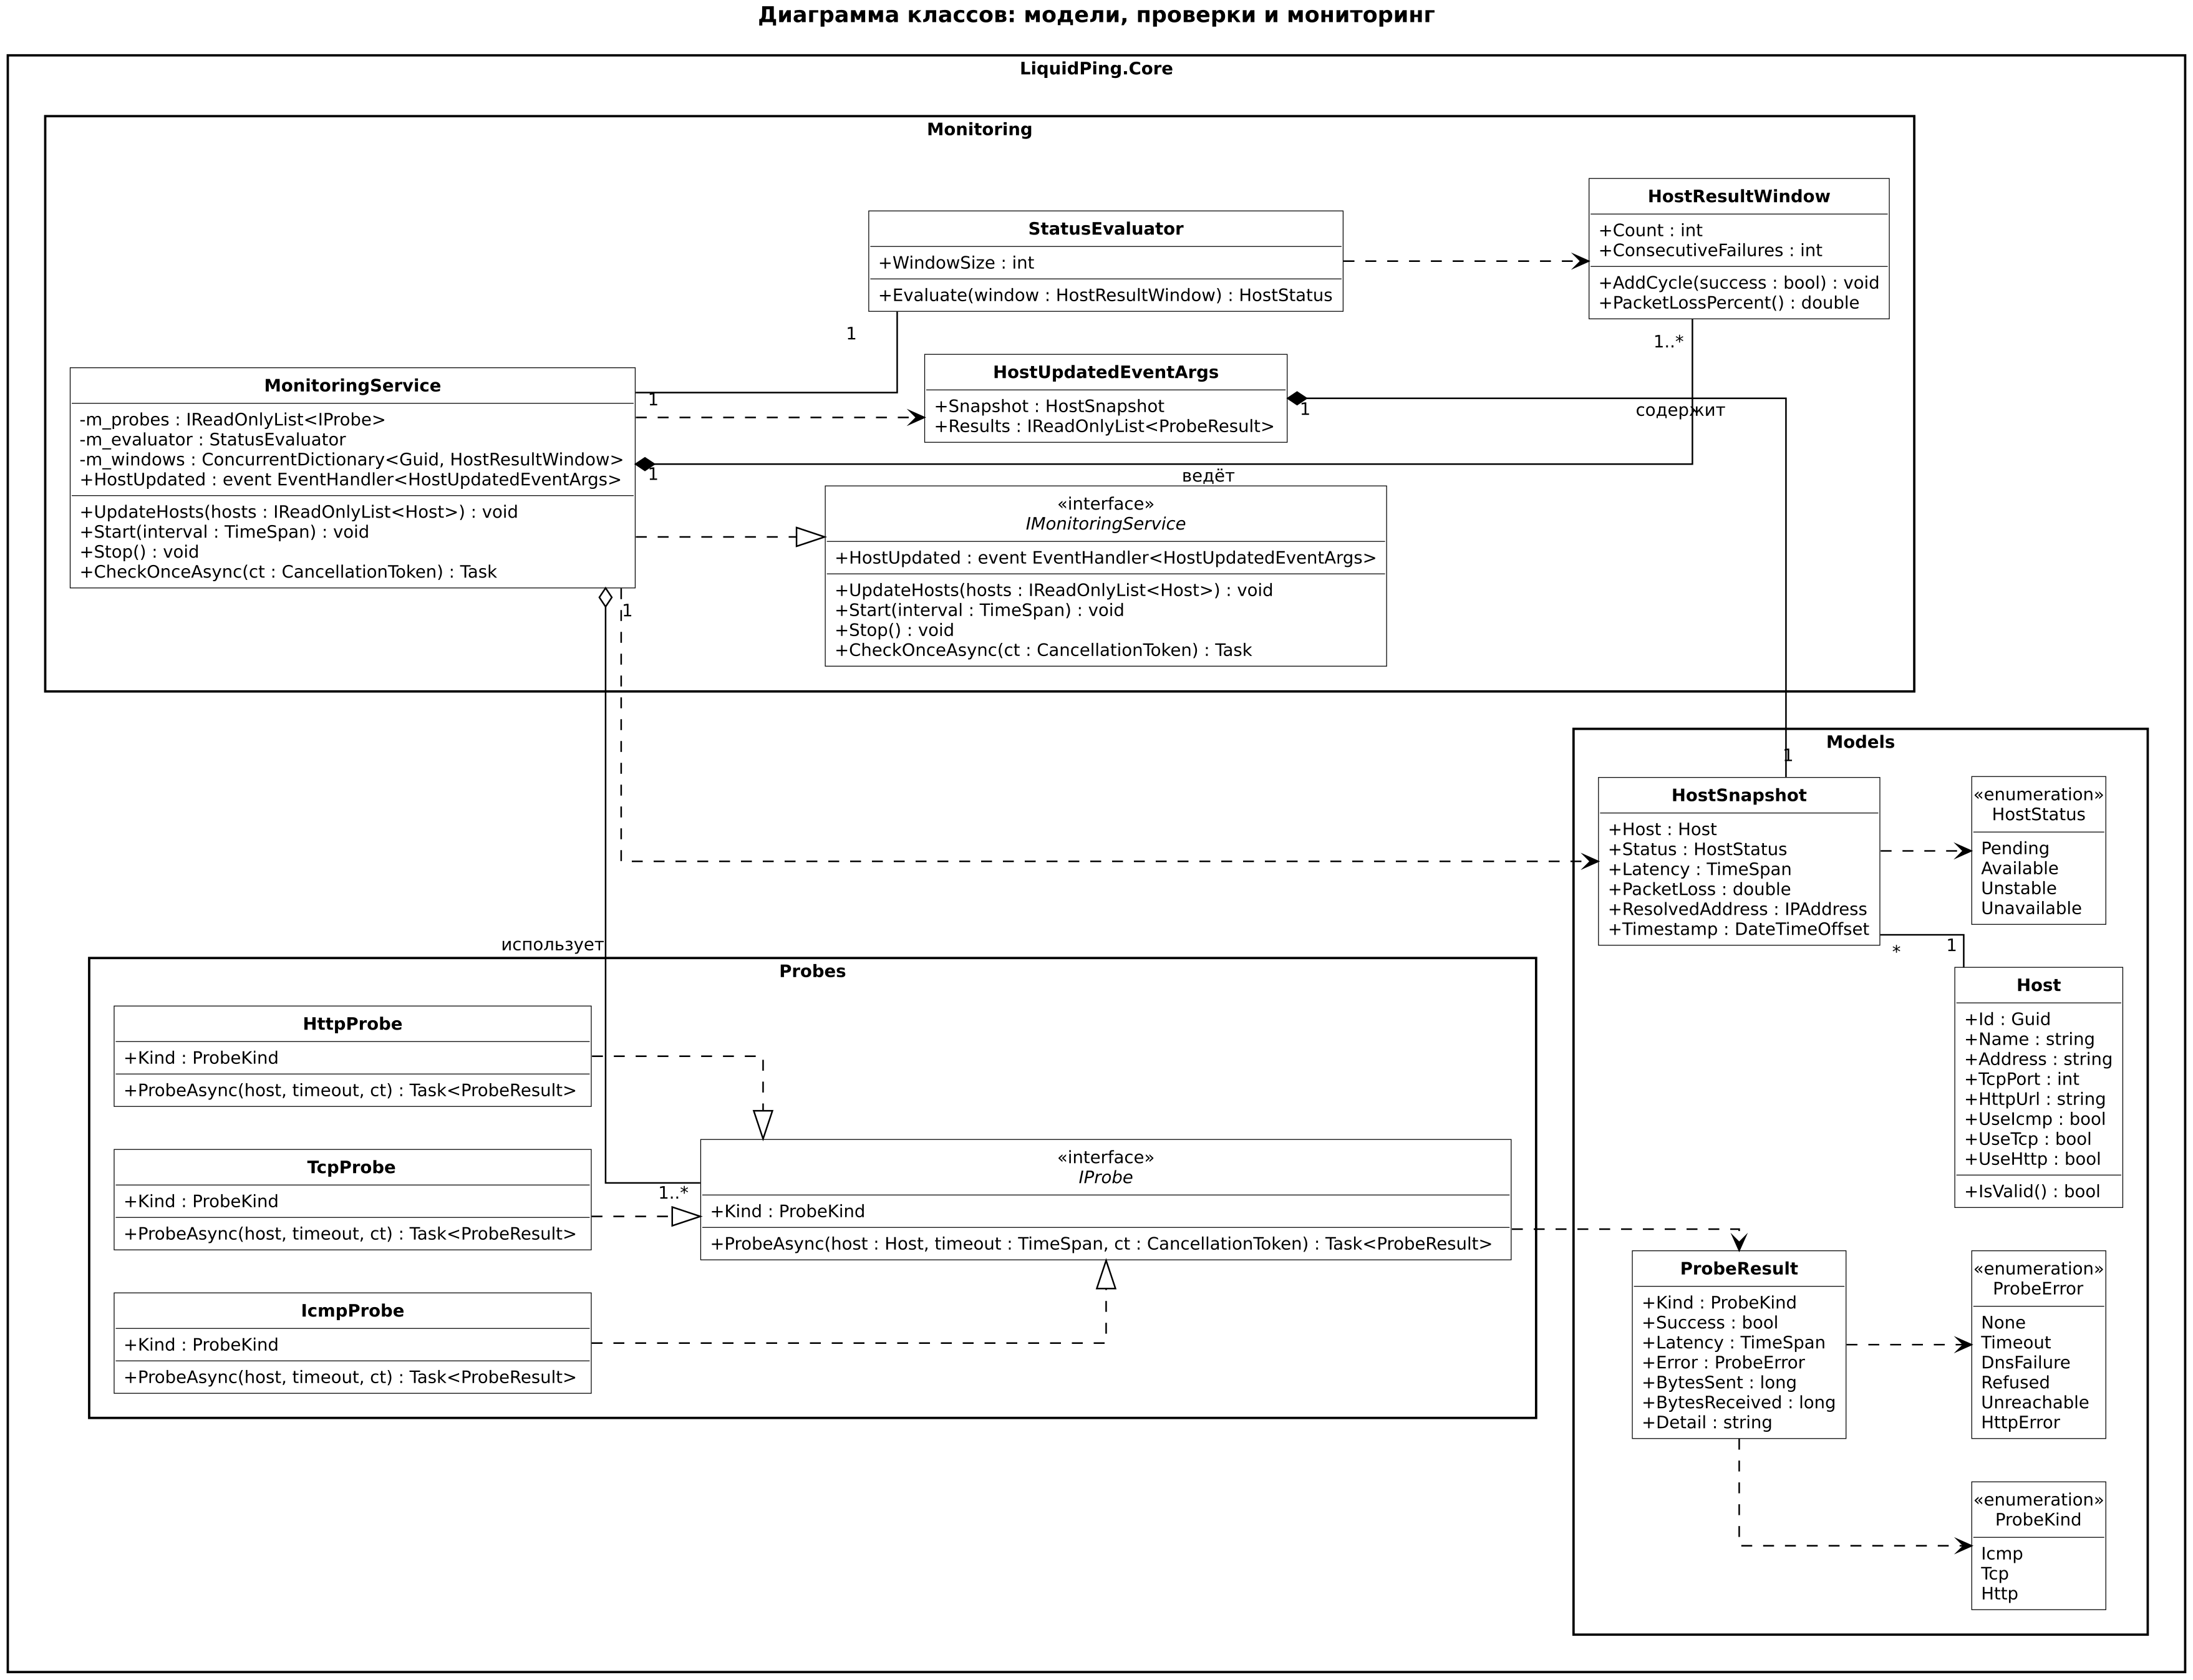 Диаграмма классов: модели, проверки и мониторинг
LiquidPing.Core
Monitoring
HostResultWindow
+Count : int
+ConsecutiveFailures : int
+AddCycle(success : bool) : void
+PacketLossPercent() : double
StatusEvaluator
+WindowSize : int
+Evaluate(window : HostResultWindow) : HostStatus
1
1..*
MonitoringService
-m_probes : IReadOnlyList<IProbe>
-m_evaluator : StatusEvaluator
-m_windows : ConcurrentDictionary<Guid, HostResultWindow>
+HostUpdated : event EventHandler<HostUpdatedEventArgs>
+UpdateHosts(hosts : IReadOnlyList<Host>) : void
+Start(interval : TimeSpan) : void
+Stop() : void
+CheckOnceAsync(ct : CancellationToken) : Task
1
1
1
HostUpdatedEventArgs
+Snapshot : HostSnapshot
+Results : IReadOnlyList<ProbeResult>
1
содержит
ведёт
«interface»
IMonitoringService
+HostUpdated : event EventHandler<HostUpdatedEventArgs>
+UpdateHosts(hosts : IReadOnlyList<Host>) : void
+Start(interval : TimeSpan) : void
+Stop() : void
+CheckOnceAsync(ct : CancellationToken) : Task
Models
1
HostSnapshot
+Host : Host
+Status : HostStatus
+Latency : TimeSpan
+PacketLoss : double
+ResolvedAddress : IPAddress
+Timestamp : DateTimeOffset
«enumeration»
HostStatus
Pending
Available
Unstable
Unavailable
*
1
Host
+Id : Guid
+Name : string
+Address : string
+TcpPort : int
+HttpUrl : string
+UseIcmp : bool
+UseTcp : bool
+UseHttp : bool
+IsValid() : bool
использует
Probes
HttpProbe
+Kind : ProbeKind
+ProbeAsync(host, timeout, ct) : Task<ProbeResult>
TcpProbe
+Kind : ProbeKind
+ProbeAsync(host, timeout, ct) : Task<ProbeResult>
IcmpProbe
+Kind : ProbeKind
+ProbeAsync(host, timeout, ct) : Task<ProbeResult>
1..*
«interface»
IProbe
+Kind : ProbeKind
+ProbeAsync(host : Host, timeout : TimeSpan, ct : CancellationToken) : Task<ProbeResult>
ProbeResult
+Kind : ProbeKind
+Success : bool
+Latency : TimeSpan
+Error : ProbeError
+BytesSent : long
+BytesReceived : long
+Detail : string
«enumeration»
ProbeError
None
Timeout
DnsFailure
Refused
Unreachable
HttpError
«enumeration»
ProbeKind
Icmp
Tcp
Http